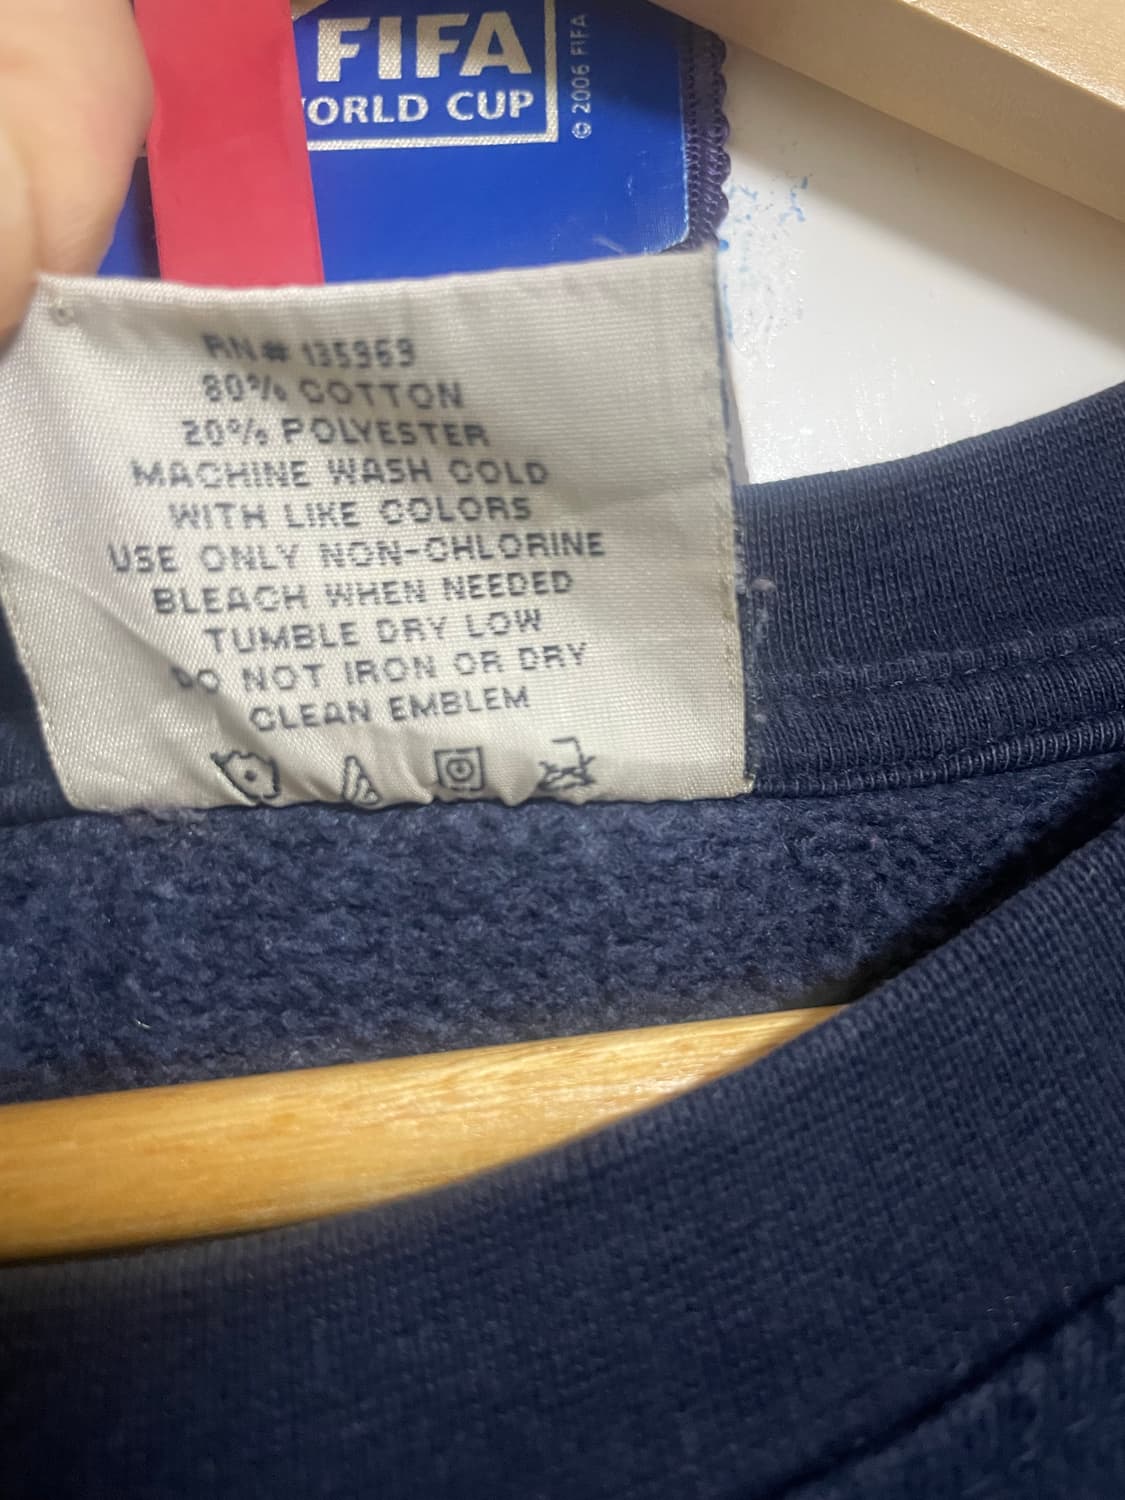 FIFA
WORLD CUP
© 2006 FIFA
RN# 135969
80% COTTON
20% POLYESTER
MACHINE WASH COLD
WITH LIKE COLORS
USE ONLY NON-CHLORINE
BLEACH WHEN NEEDED
TUMBLE DRY LOW
DO NOT IRON OR DRY
CLEAN EMBLEM